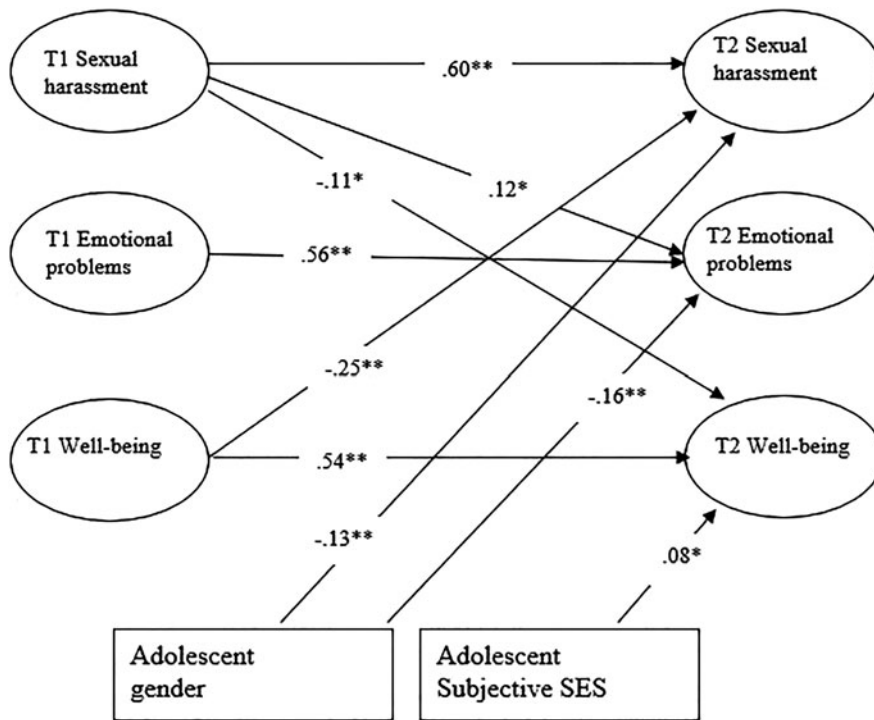 T1 Sexual
harassment
T2 Sexual
harassment
.60**
-.11*
.12*
T1 Emotional
problems
T2 Emotional
problems
.56**
-.25**
-.16**
T1 Well-being
T2 Well-being
.54**
-.13**
.08*
Adolescent
gender
Adolescent
Subjective SES